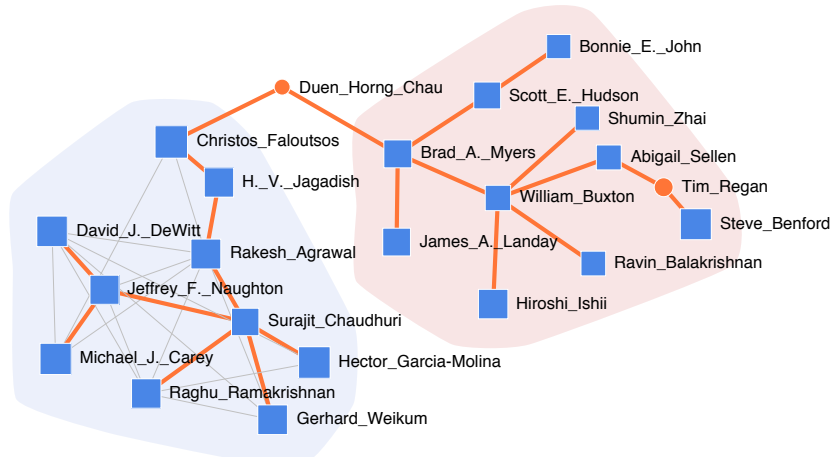 Bonnie_E._John
Duen_Horng_Chau
Scott_E._Hudson
Shumin_Zhai
Christos_Faloutsos
Brad_A._Myers
Abigail_Sellen
H._V._Jagadish
Tim_Regan
William_Buxton
Steve_Benford
David_J._DeWitt
James_A._Landay
Rakesh_Agrawal
Ravin_Balakrishnan
Jeffrey_F._Naughton
Hiroshi_Ishii
Surajit_Chaudhuri
Michael_J._Carey
Hector_Garcia-Molina
Raghu_Ramakrishnan
Gerhard_Weikum